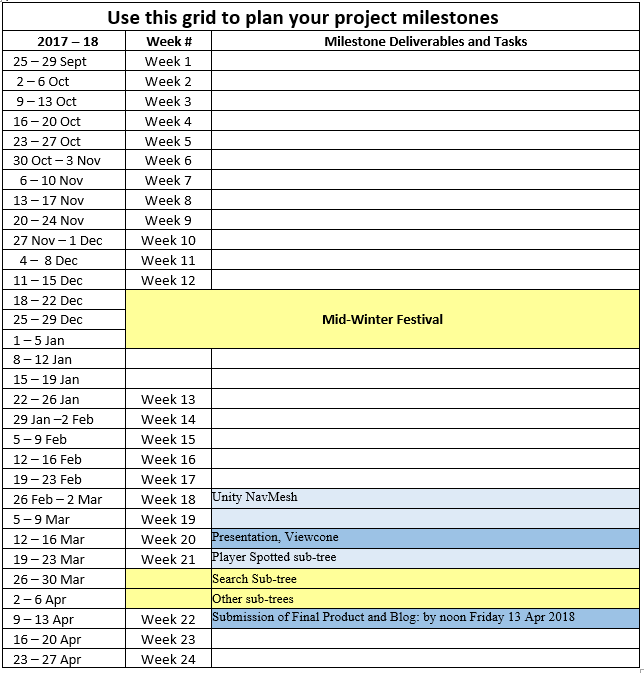 Use this grid to plan your project milestones
2017 – 18 Week # Milestone Deliverables and Tasks
25 – 29 Sept Week 1
2 – 6 Oct Week 2
9 – 13 Oct Week 3
16 – 20 Oct Week 4
23 – 27 Oct Week 5
30 Oct – 3 Nov Week 6
6 – 10 Nov Week 7
13 – 17 Nov Week 8
20 – 24 Nov Week 9
27 Nov – 1 Dec Week 10
4 – 8 Dec Week 11
11 – 15 Dec Week 12
18 – 22 Dec
25 – 29 Dec Mid-Winter Festival
1 – 5 Jan
8 – 12 Jan
15 – 19 Jan
22 – 26 Jan Week 13
29 Jan –2 Feb Week 14
5 – 9 Feb Week 15
12 – 16 Feb Week 16
19 – 23 Feb Week 17
26 Feb – 2 Mar Week 18 Unity NavMesh
5 – 9 Mar Week 19
12 – 16 Mar Week 20 Presentation, Viewcone
19 – 23 Mar Week 21 Player Spotted sub-tree
26 – 30 Mar Search Sub-tree
2 – 6 Apr Other sub-trees
9 – 13 Apr Week 22 Submission of Final Product and Blog: by noon Friday 13 Apr 2018
16 – 20 Apr Week 23
23 – 27 Apr Week 24